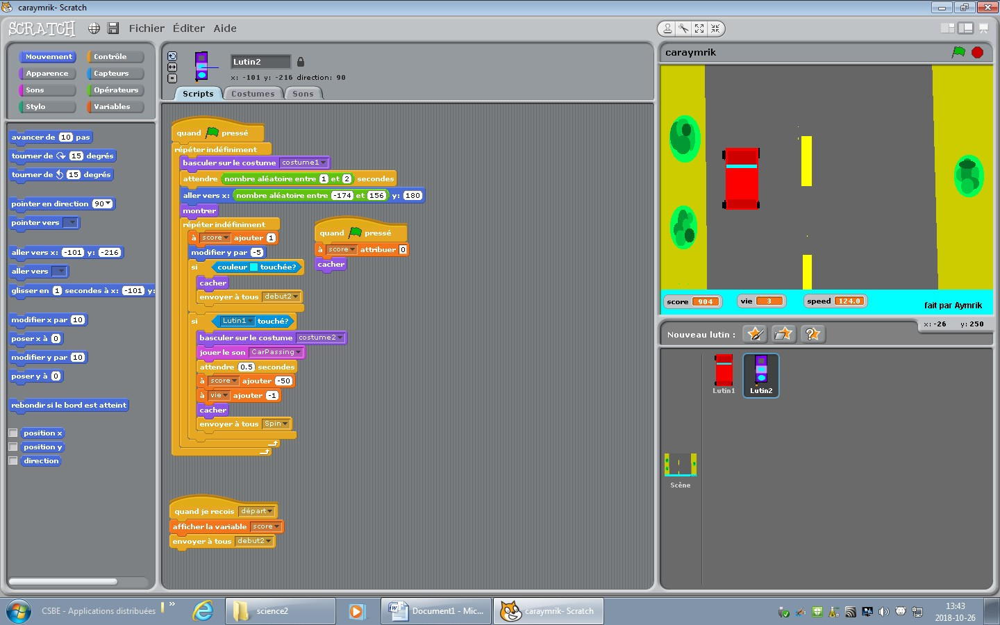 caraymrik- Scratch
SCRATCH
Fichier Éditer Aide
Mouvement Contrôle
Apparence Capteurs
Sons Opérateurs
Stylo Variables
avancer de 10 pas
tourner de 15 degrés
tourner de 15 degrés
pointer en direction 90
pointer vers
aller vers x: -101 y: -216
aller vers
glisser en 1 secondes à x: -101 y:
modifier x par 10
poser x à 0
modifier y par 10
poser y à 0
rebondir si le bord est atteint
position x
position y
direction
Lutin2
x: -101 y: -216 direction: 90
Scripts Costumes Sons
quand pressé
répéter indéfiniment
basculer sur le costume costume1
attendre nombre aléatoire entre 1 et 2 secondes
aller vers x: nombre aléatoire entre -174 et 156 y: 180
montrer
répéter indéfiniment
à score ajouter 1
modifier y par -5
si couleur touchée?
cacher
envoyer à tous debut2
si Lutin1 touché?
basculer sur le costume costume2
jouer le son CarPassing
attendre 0.5 secondes
à score ajouter -50
à vie ajouter -1
cacher
envoyer à tous Spin
quand pressé
à score attribuer 0
cacher
quand je recois départ
afficher la variable score
envoyer à tous debut2
caraymrik
score 904 vie 3 speed 124.0
fait par Aymrik
x: -26 y: 250
Nouveau lutin :
Lutin1 Lutin2
Scène
CSBE - Applications distribuées
»
science2
Document1 - Mic...
caraymrik- Scratch
13:43
2018-10-26